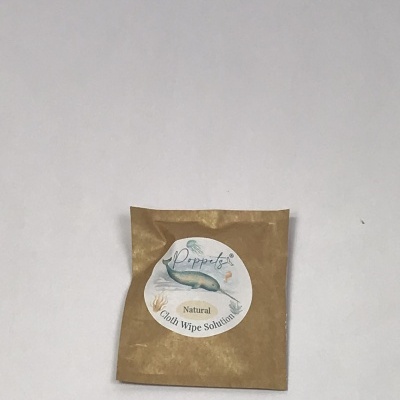 Poppets
Natural
Cloth Wipe Solution